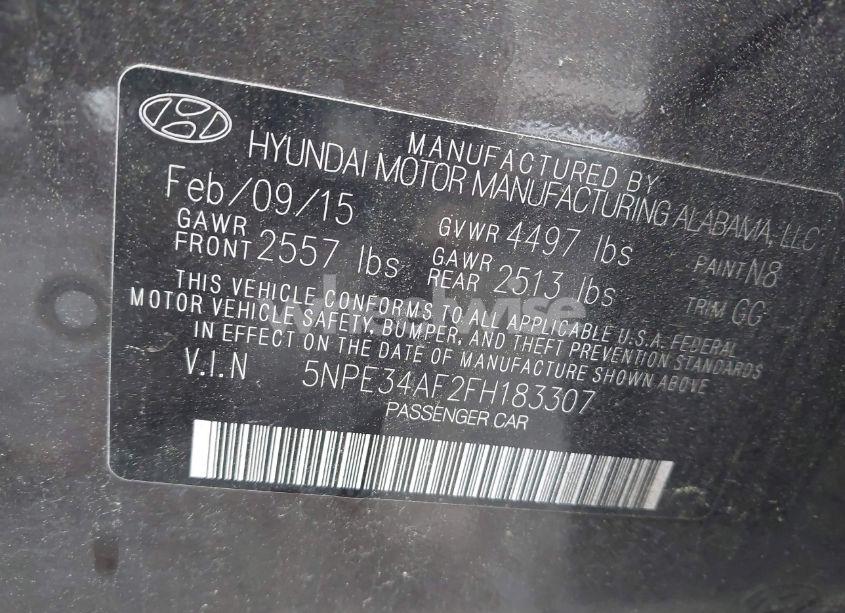 MANUFACTURED BY
HYUNDAI MOTOR MANUFACTURING ALABAMA, LLC
Feb/09/15
GVWR 4497 lbs
PAINT N8
GAWR FRONT 2557 lbs
GAWR REAR 2513 lbs
TRIM GG
THIS VEHICLE CONFORMS TO ALL APPLICABLE U.S.A. FEDERAL
MOTOR VEHICLE SAFETY, BUMPER, AND THEFT PREVENTION STANDARDS
IN EFFECT ON THE DATE OF MANUFACTURE SHOWN ABOVE
V.I.N 5NPE34AF2FH183307
PASSENGER CAR
wheelwise